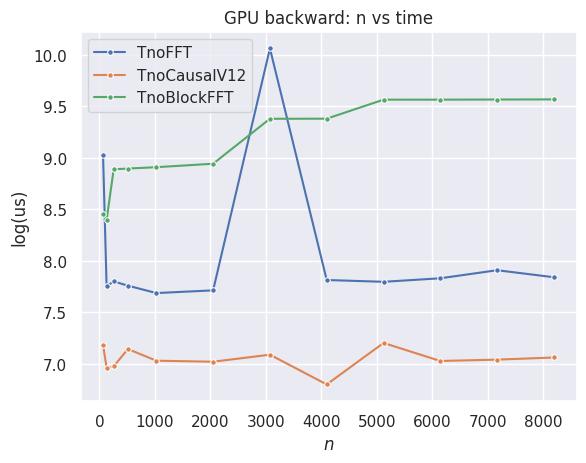 GPU backward: n vs time
TnoFFT
TnoCausalV12
TnoBlockFFT
10.0
9.5
9.0
8.5
8.0
7.5
7.0
log(us)
0 1000 2000 3000 4000 5000 6000 7000 8000
n